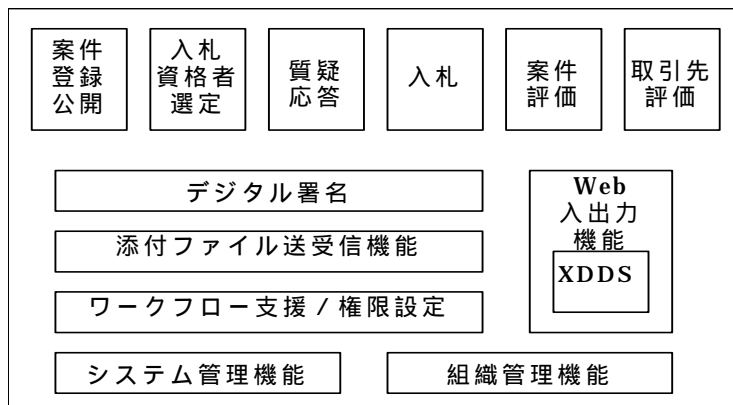 案件
登録
公開
入札
資格者
選定
質疑
応答
入札
案件
評価
取引先
評価
デジタル署名
添付ファイル送受信機能
ワークフロー支援 / 権限設定
Web
入出力
機能
XDDS
システム管理機能
組織管理機能